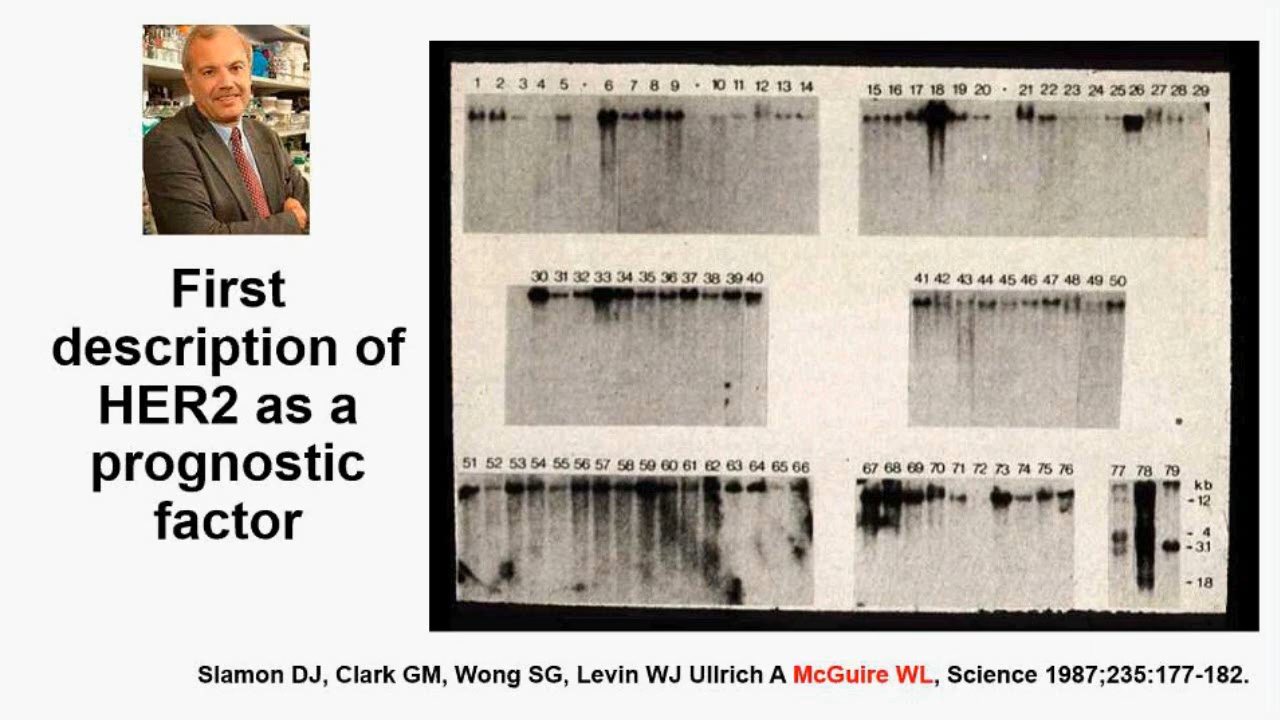 First
description of
HER2 as a
prognostic
factor
1 2 3 4 5 · 6 7 8 9 · 10 11 12 13 14
15 16 17 18 19 20 · 21 22 23 24 25 26 27 28 29
30 31 32 33 34 35 36 37 38 39 40
41 42 43 44 45 46 47 48 49 50
51 52 53 54 55 56 57 58 59 60 61 62 63 64 65 66
67 68 69 70 71 72 73 74 75 76
77 78 79
kb
-12
- 4
-31
-18
Slamon DJ, Clark GM, Wong SG, Levin WJ Ullrich A McGuire WL, Science 1987;235:177-182.